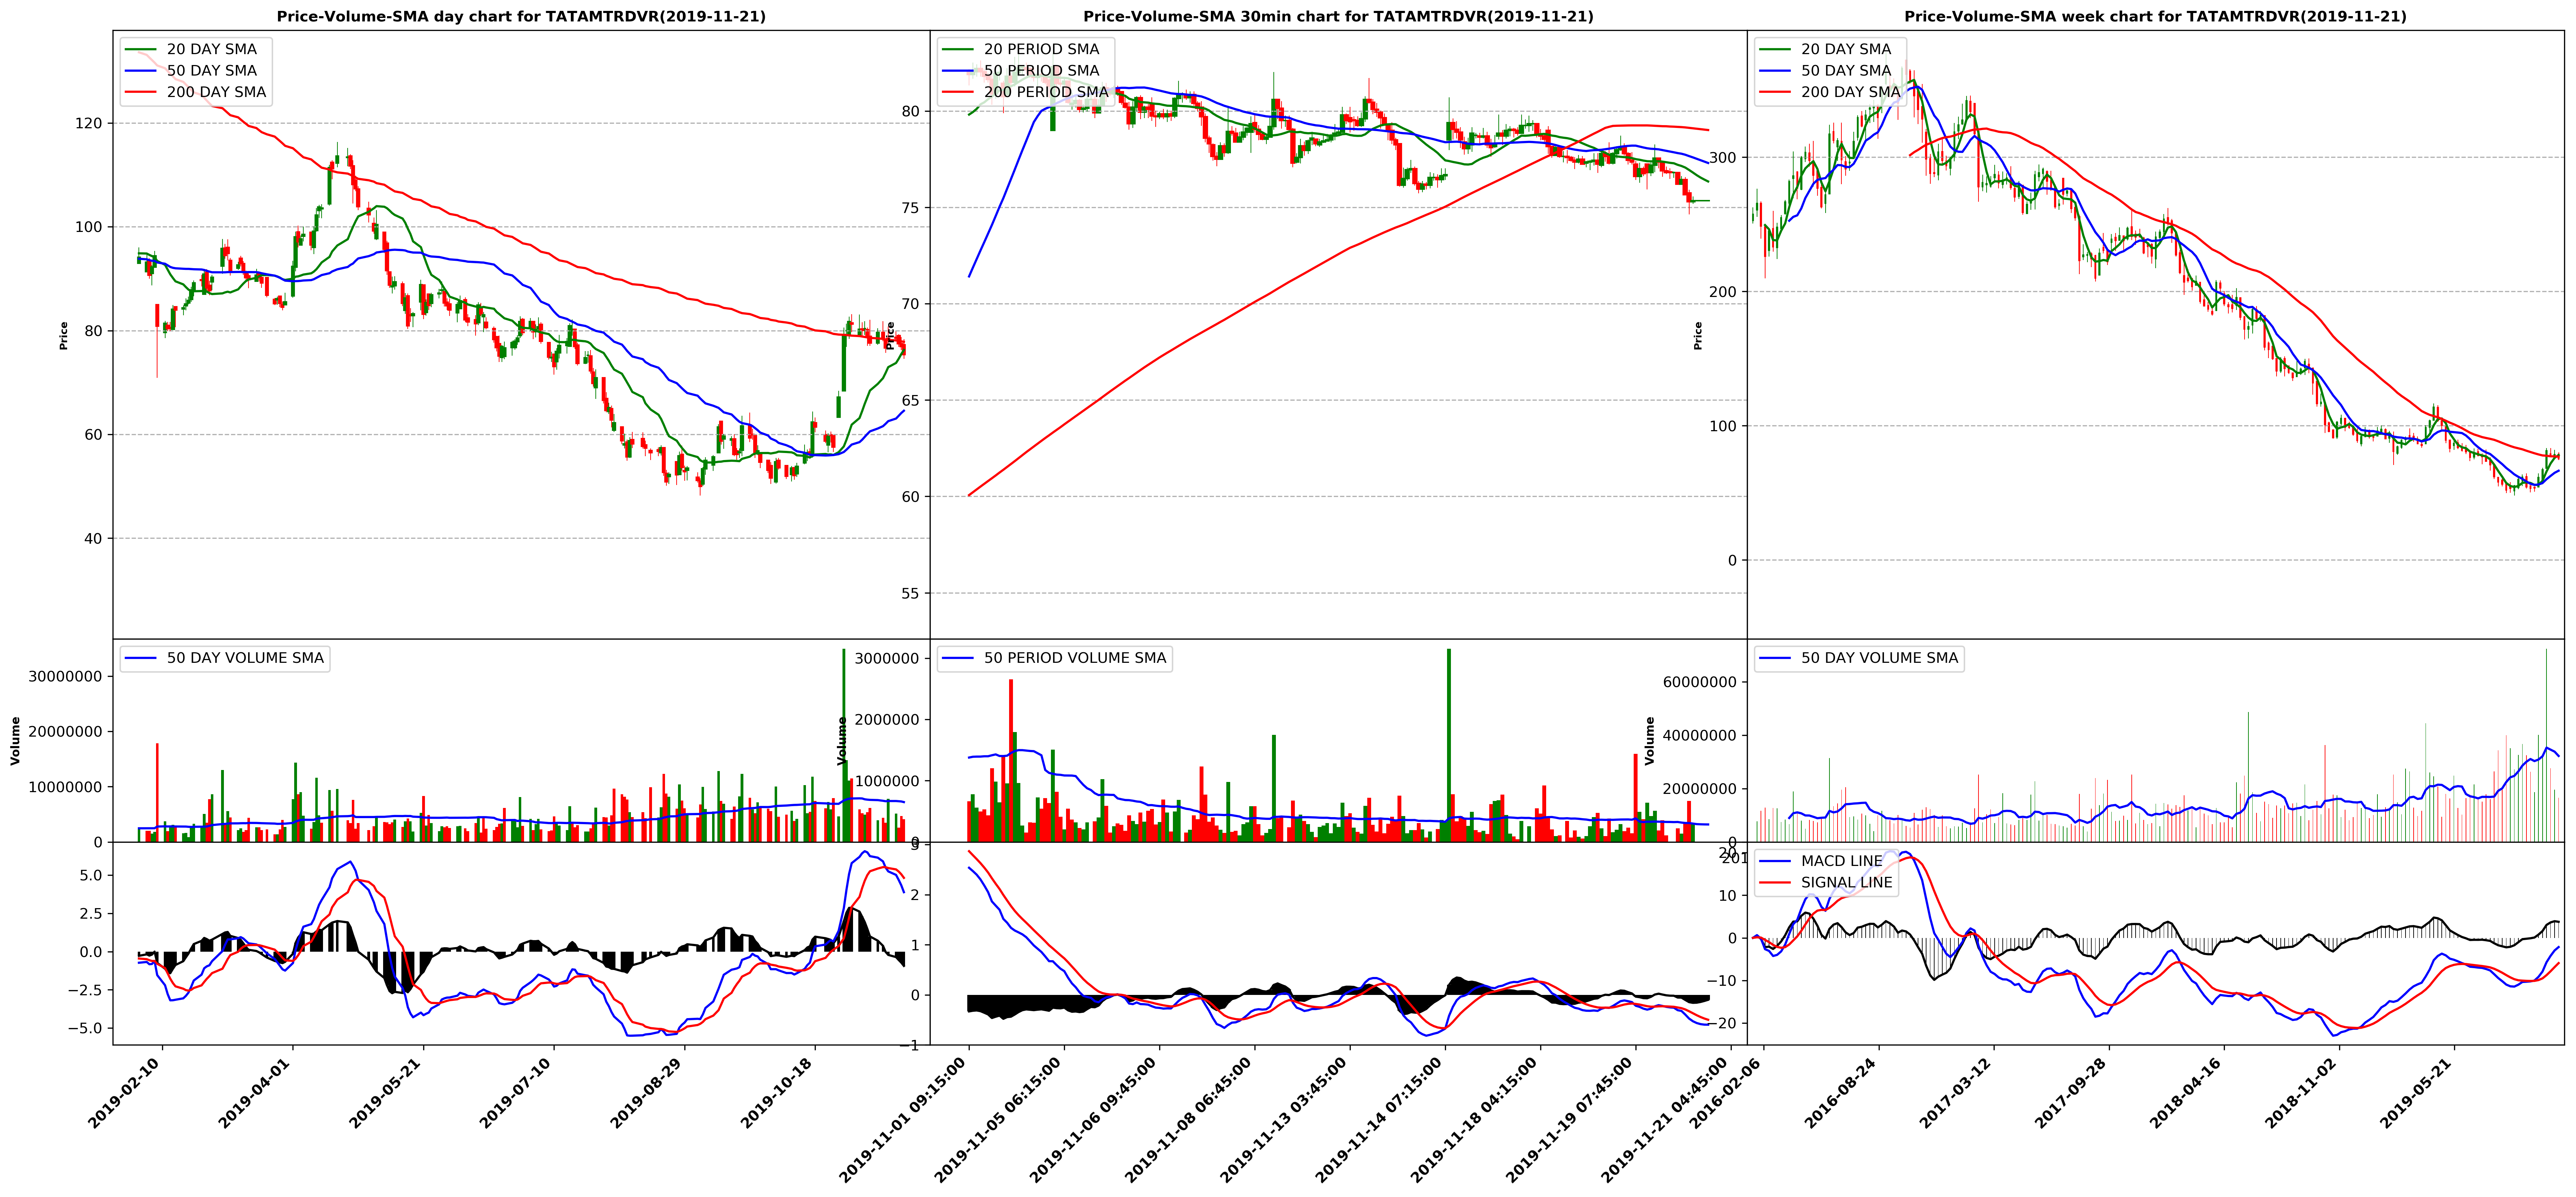 Price-Volume-SMA day chart for TATAMTRDVR(2019-11-21)
20 DAY SMA
50 DAY SMA
200 DAY SMA
120
100
80
60
40
Price
50 DAY VOLUME SMA
30000000
20000000
10000000
0
Volume
5.0
2.5
0.0
−2.5
−5.0
2019-02-10
2019-04-01
2019-05-21
2019-07-10
2019-08-29
2019-10-18
Price-Volume-SMA 30min chart for TATAMTRDVR(2019-11-21)
20 PERIOD SMA
50 PERIOD SMA
200 PERIOD SMA
80
75
70
65
60
55
Price
50 PERIOD VOLUME SMA
3000000
2000000
1000000
0
Volume
3
2
1
0
−1
2019-11-01 09:15:00
2019-11-05 06:15:00
2019-11-06 09:45:00
2019-11-08 06:45:00
2019-11-13 03:45:00
2019-11-14 07:15:00
2019-11-18 04:15:00
2019-11-19 07:45:00
2019-11-21 04:45:00
Price-Volume-SMA week chart for TATAMTRDVR(2019-11-21)
20 DAY SMA
50 DAY SMA
200 DAY SMA
300
200
100
0
Price
50 DAY VOLUME SMA
60000000
40000000
20000000
0
Volume
MACD LINE
SIGNAL LINE
20
10
0
−10
−20
2016-02-06
2016-08-24
2017-03-12
2017-09-28
2018-04-16
2018-11-02
2019-05-21